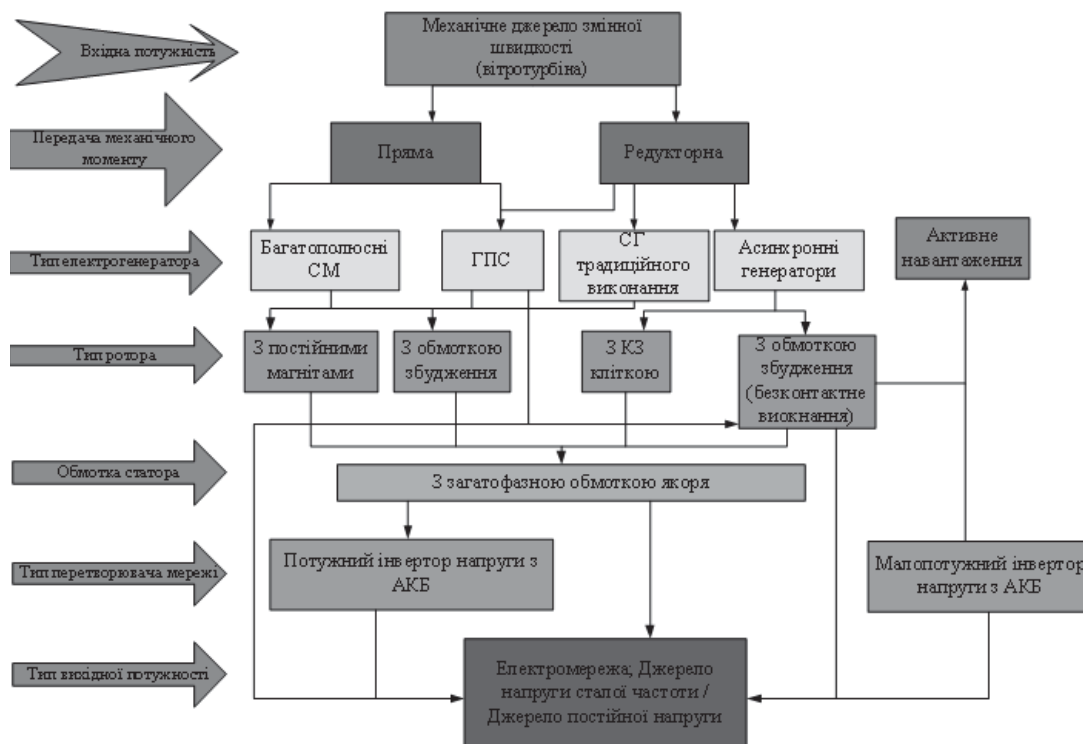 Вхідна потужність
Механічне джерело змінної
швидкості
(вітротурбіна)
Передача механічного
моменту
Пряма
Редукторна
Тип електрогенератора
Багатополюсні
СМ
ГПС
СГ
традиційного
виконання
Асинхронні
генератори
Активне
навантаження
Тип ротора
З постійними
магнітами
З обмоткою
збудження
З КЗ
кліткою
З обмоткою
збудження
(безконтактне
виокнання)
Обмотка статора
З загатофазною обмоткою якоря
Тип перетворювача мережі
Потужний інвертор напруги з
АКБ
Малопотужний інвертор
напруги з АКБ
Тип вихідної потужності
Електромережа; Джерело
напруги сталої частоти /
Джерело постійної напруги